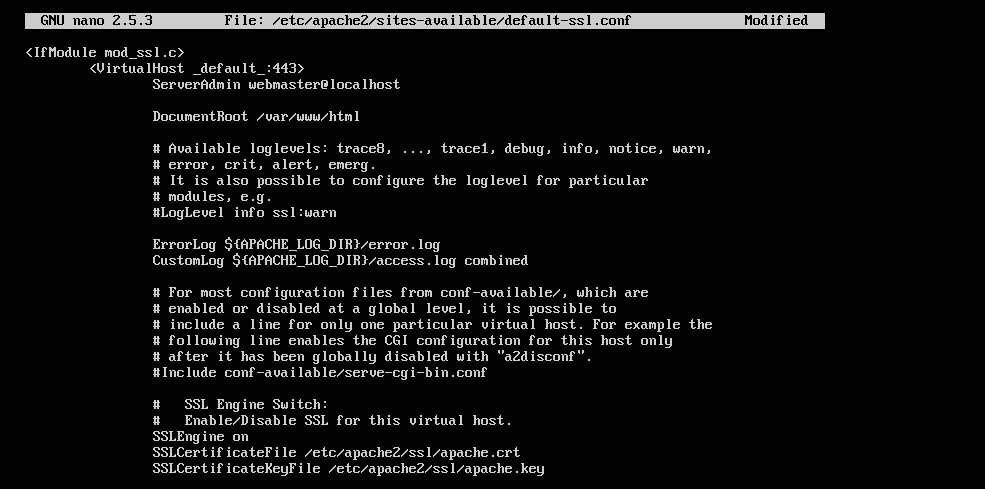 GNU nano 2.5.3 File: /etc/apache2/sites-available/default-ssl.conf Modified
<IfModule mod_ssl.c>
<VirtualHost _default_:443>
ServerAdmin webmaster@localhost
DocumentRoot /var/www/html
# Available loglevels: trace8, ..., trace1, debug, info, notice, warn,
# error, crit, alert, emerg.
# It is also possible to configure the loglevel for particular
# modules, e.g.
#LogLevel info ssl:warn
ErrorLog ${APACHE_LOG_DIR}/error.log
CustomLog ${APACHE_LOG_DIR}/access.log combined
# For most configuration files from conf-available/, which are
# enabled or disabled at a global level, it is possible to
# include a line for only one particular virtual host. For example the
# following line enables the CGI configuration for this host only
# after it has been globally disabled with "a2disconf".
#Include conf-available/serve-cgi-bin.conf
#   SSL Engine Switch:
#   Enable/Disable SSL for this virtual host.
SSLEngine on
SSLCertificateFile /etc/apache2/ssl/apache.crt
SSLCertificateKeyFile /etc/apache2/ssl/apache.key